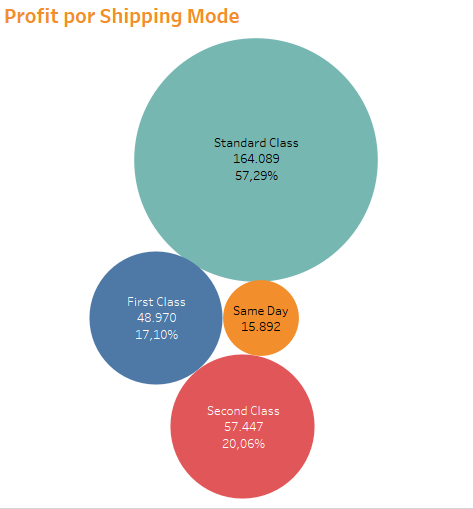 Profit por Shipping Mode
Standard Class
164.089
57,29%
First Class
48.970
17,10%
Same Day
15.892
Second Class
57.447
20,06%